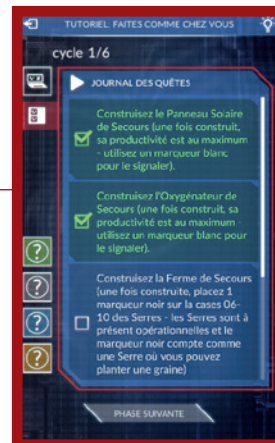 TUTORIEL. FAITES COMME CHEZ VOUS
cycle 1/6
JOURNAL DES QUÊTES
Construisez le Panneau Solaire
de Secours (une fois construit,
sa productivité est au maximum
- utilisez un marqueur blanc
pour le signaler).
Construisez l'Oxygénateur de
Secours (une fois construit, sa
productivité est au maximum -
utilisez un marqueur blanc pour
le signaler).
Construisez la Ferme de Secours
(une fois construite, placez 1
marqueur noir sur la cases 06-
10 des Serres - les Serres sont à
présent opérationnelles et le
marqueur noir compte comme
une Serre où vous pouvez
planter une graine)
?
?
?
?
PHASE SUIVANTE